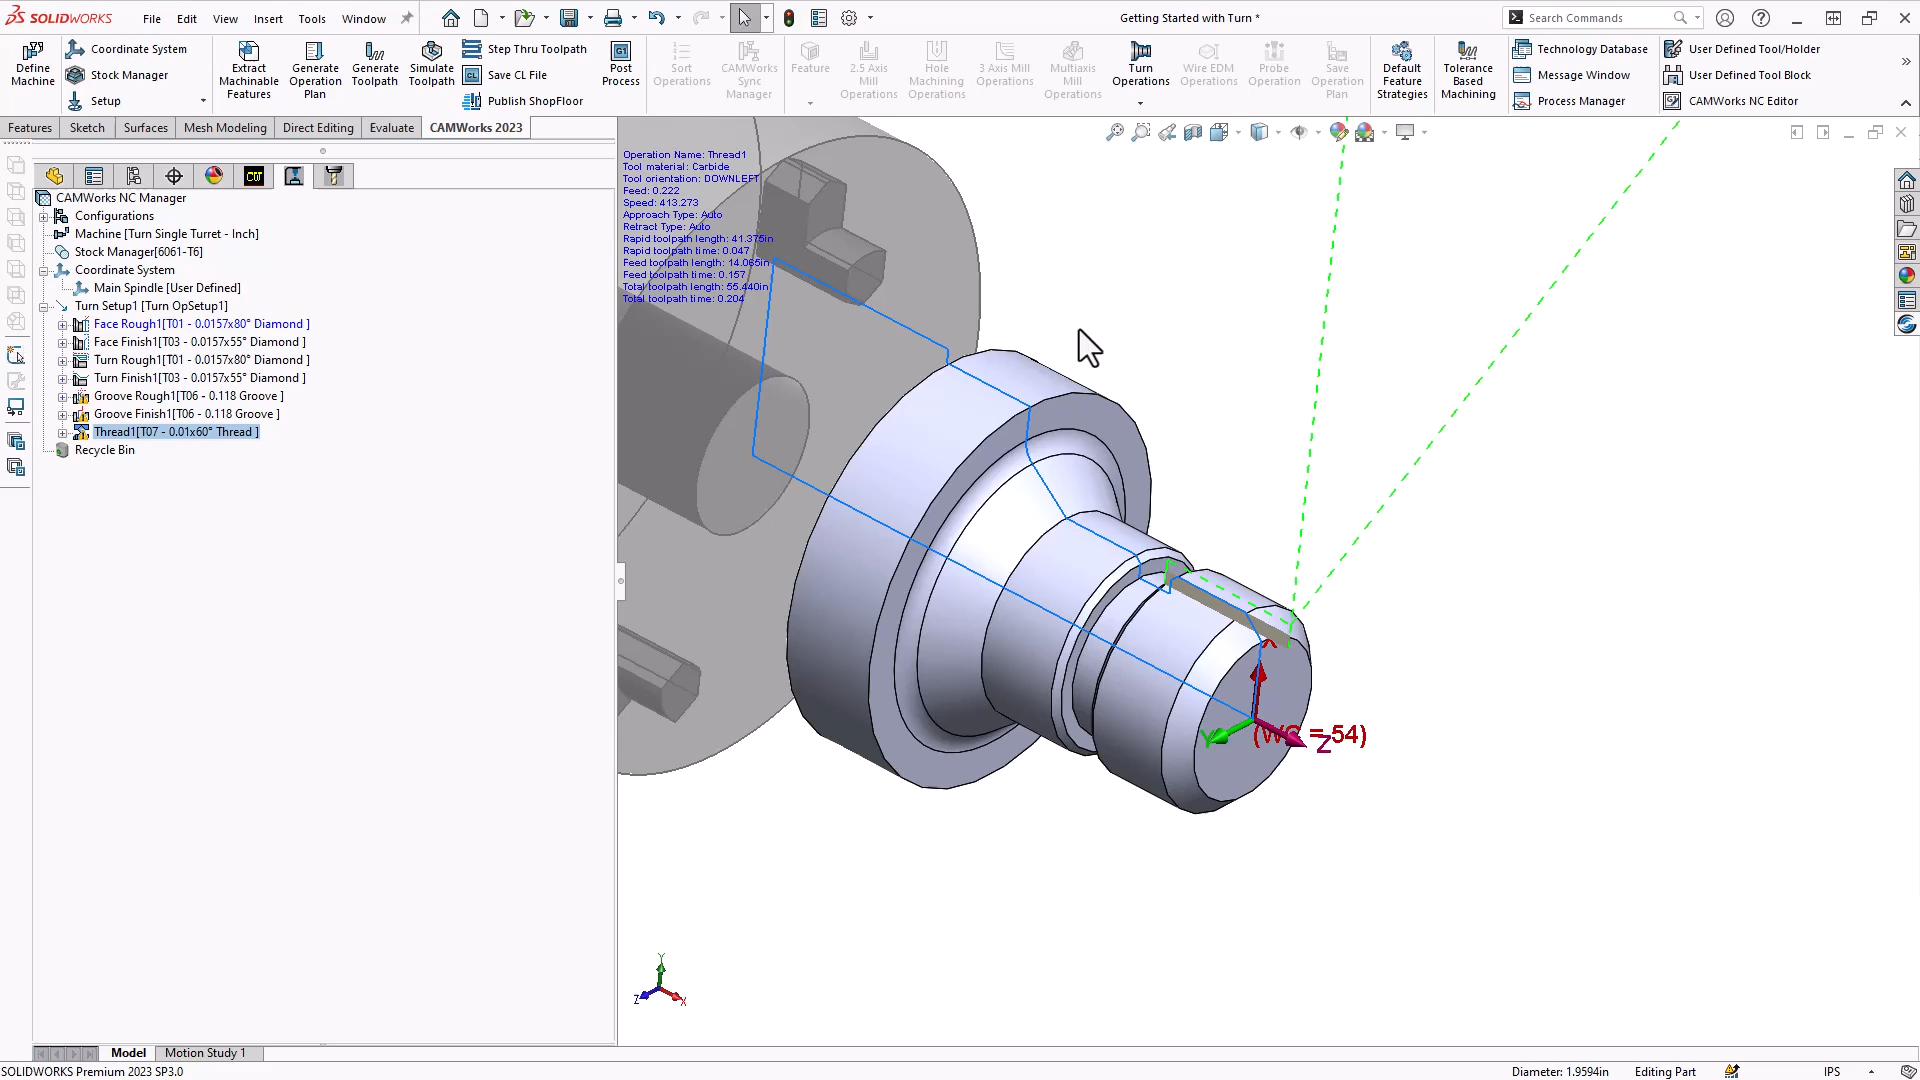 SOLIDWORKS
File Edit View Insert Tools Window
Getting Started with Turn *
Search Commands
Define Machine
Coordinate System
Stock Manager
Setup
Extract Machinable Features
Generate Operation Plan
Generate Toolpath
Simulate Toolpath
Step Thru Toolpath
Save CL File
Publish ShopFloor
Post Process
Sort Operations
CAMWorks Sync Manager
Feature
2.5 Axis Mill Operations
Hole Machining Operations
3 Axis Mill Operations
Multiaxis Mill Operations
Turn Operations
Wire EDM Operations
Probe Operation
Save Operation Plan
Default Feature Strategies
Tolerance Based Machining
Technology Database
Message Window
Process Manager
User Defined Tool/Holder
User Defined Tool Block
CAMWorks NC Editor
Features Sketch Surfaces Mesh Modeling Direct Editing Evaluate CAMWorks 2023
CAMWorks NC Manager
Configurations
Machine [Turn Single Turret - Inch]
Stock Manager[6061-T6]
Coordinate System
Main Spindle [User Defined]
Turn Setup1 [Turn OpSetup1]
Face Rough1[T01 - 0.0157x80° Diamond ]
Face Finish1[T03 - 0.0157x55° Diamond ]
Turn Rough1[T01 - 0.0157x80° Diamond ]
Turn Finish1[T03 - 0.0157x55° Diamond ]
Groove Rough1[T06 - 0.118 Groove ]
Groove Finish1[T06 - 0.118 Groove ]
Thread1[T07 - 0.01x60° Thread ]
Recycle Bin
Operation Name: Thread1
Tool material: Carbide
Tool orientation: DOWNLEFT
Feed: 0.222
Speed: 413.273
Approach Type: Auto
Retract Type: Auto
Rapid toolpath length: 41.375in
Rapid toolpath time: 0.047
Feed toolpath length: 14.065in
Feed toolpath time: 0.157
Total toolpath length: 55.440in
Total toolpath time: 0.204
X
Y
Z
Y
Z
X
Model Motion Study 1
SOLIDWORKS Premium 2023 SP3.0
Diameter: 1.9594in Editing Part IPS